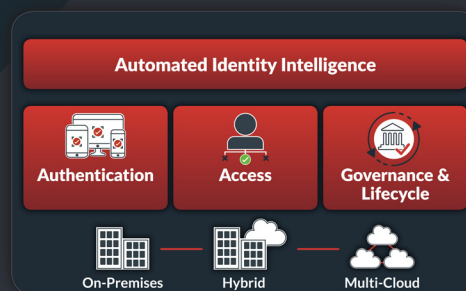 Automated Identity Intelligence
Authentication
Access
Governance &
Lifecycle
On-Premises
Hybrid
Multi-Cloud